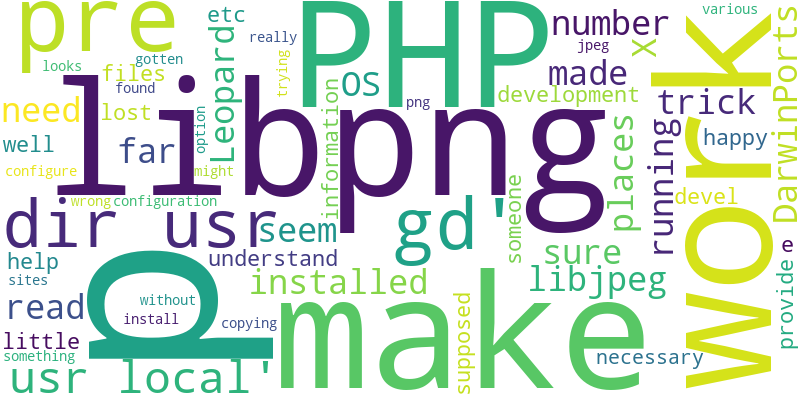 pre
etc
PHP
number
various
really
looks
gotten
jpeg
X
files
trying
Leopard
found
OS
made
DarwinPorts
libpng
png
development
work
need
lost
option
information
trick
well
far
places
running
happy
configure
might
wrong
configuration
someone
devel
dir usr
gd'
seem
sure
e
understand
help
p
installed
libjpeg
provide
sites
without
make
supposed
read
install
copying
little
something
necessary
usr local'